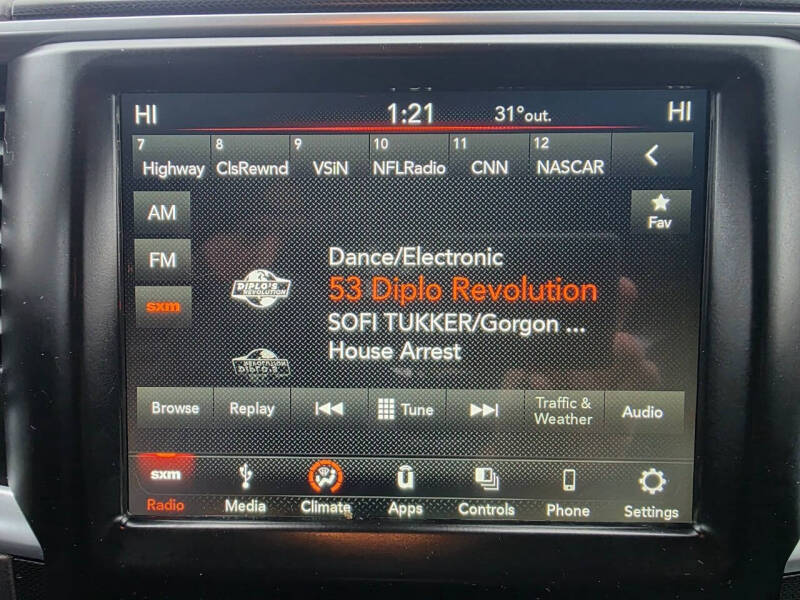 HI 1:21 31°out. HI
7 8 9 10 11 12
Highway ClsRewnd VSiN NFLRadio CNN NASCAR
AM
Fav
FM
Dance/Electronic
sxm
DIPLO'S
REVOLUTION
53 Diplo Revolution
SOFI TUKKER/Gorgon ...
House Arrest
Browse Replay Tune Traffic &
Weather Audio
sxm
Radio Media Climate Apps Controls Phone Settings